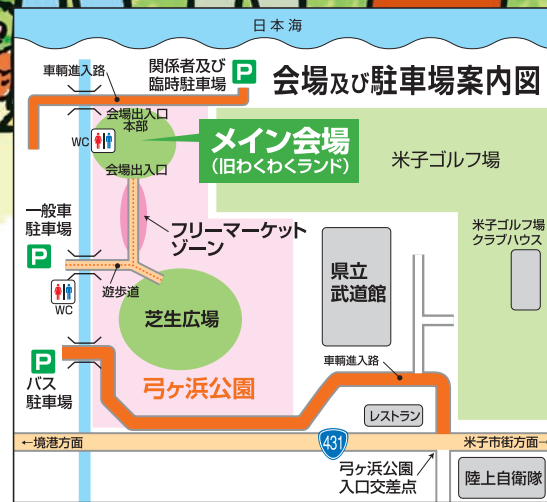 日本海
会場及び駐車場案内図
車輌進入路
関係者及び
臨時駐車場
P
会場出入口
本部
WC
メイン会場
(旧わくわくランド)
会場出入口
米子ゴルフ場
一般車
駐車場
P
フリーマーケット
ゾーン
米子ゴルフ場
クラブハウス
WC
遊歩道
芝生広場
県立
武道館
P
バス
駐車場
弓ヶ浜公園
車輌進入路
レストラン
←境港方面
431
米子市街方面→
弓ヶ浜公園
入口交差点
陸上自衛隊